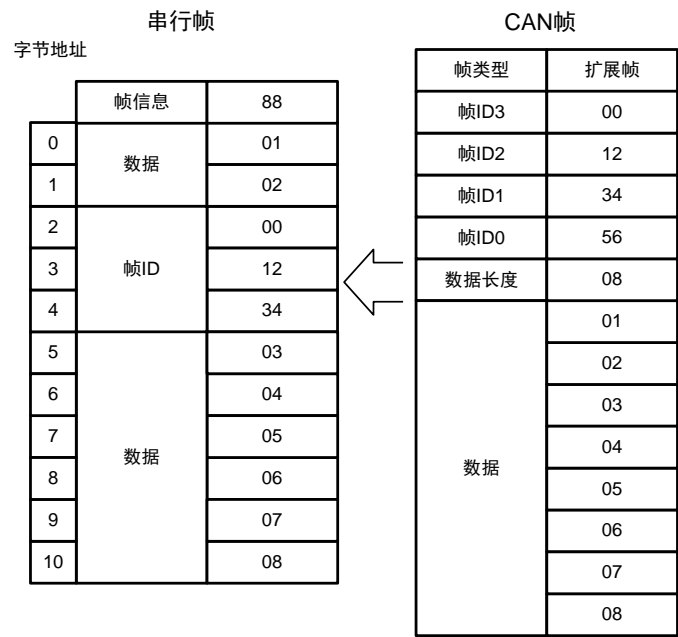 串行帧
CAN帧
字节地址
帧信息 88
0 数据 01
1 02
2 帧ID 00
3 12
4 34
5 数据 03
6 04
7 05
8 06
9 07
10 08
帧类型 扩展帧
帧ID3 00
帧ID2 12
帧ID1 34
帧ID0 56
数据长度 08
数据 01
02
03
04
05
06
07
08